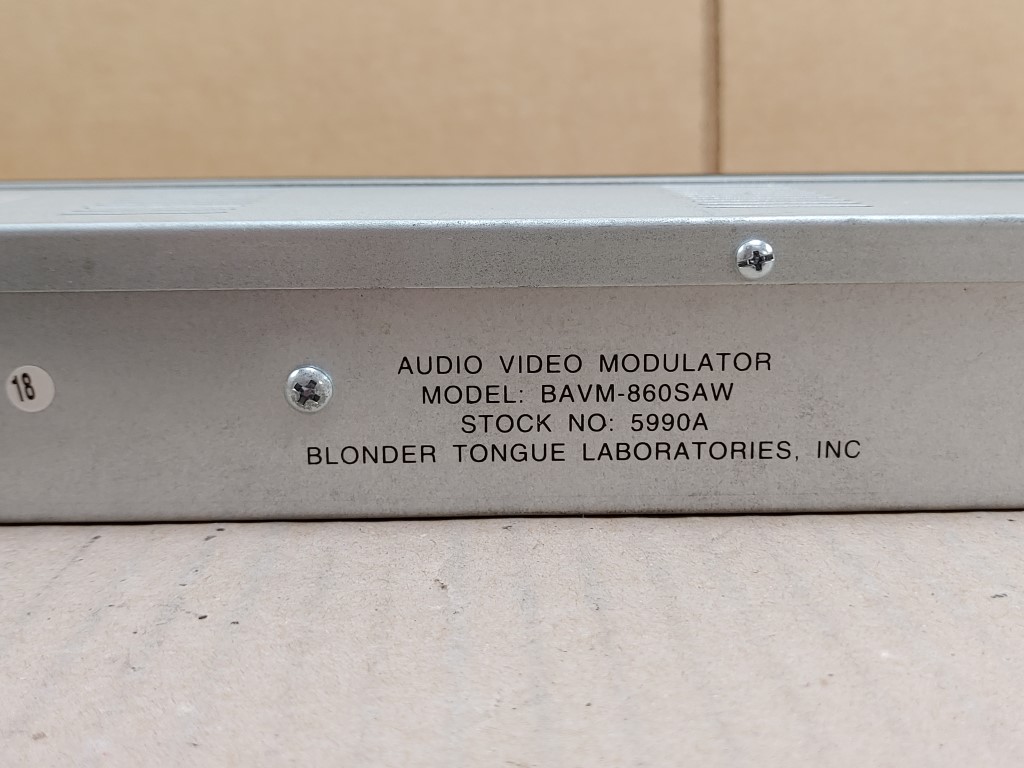 18
AUDIO VIDEO MODULATOR
MODEL: BAVM-860SAW
STOCK NO: 5990A
BLONDER TONGUE LABORATORIES, INC